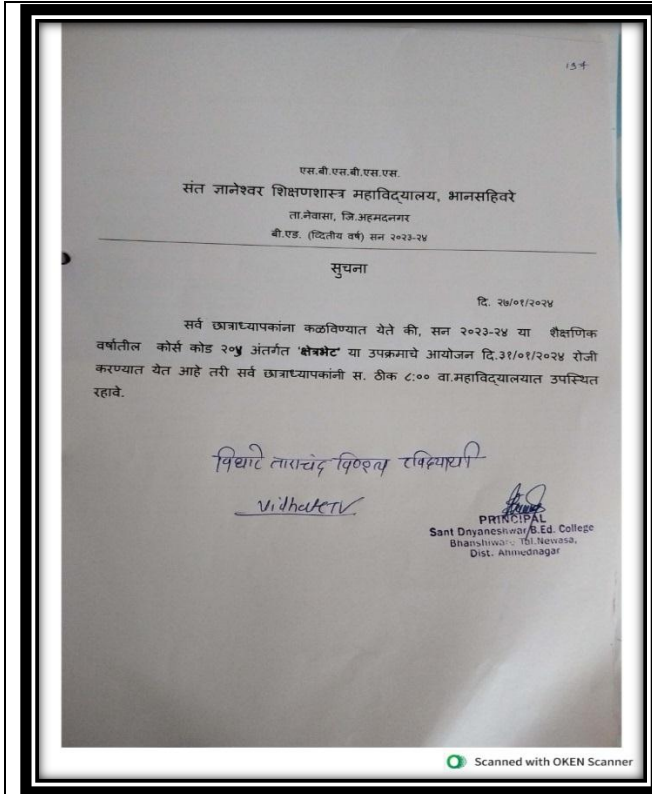 134
एस.बी.एस.बी.एस.एस.
संत ज्ञानेश्वर शिक्षणशास्त्र महाविद्यालय, भानसहिवरे
ता.नेवासा, जि.अहमदनगर
बी.एड. (व्दितीय वर्ष) सन २०२३-२४
सुचना
दि. २७/०१/२०२४
सर्व छात्राध्यापकांना कळविण्यात येते की, सन २०२३-२४ या शैक्षणिक
वर्षातील कोर्स कोड २०५ अंतर्गत 'क्षेत्रभेट' या उपक्रमाचे आयोजन दि.३१/०१/२०२४ रोजी
करण्यात येत आहे तरी सर्व छात्राध्यापकांनी स. ठीक ८:०० वा.महाविद्यालयात उपस्थित
रहावे.
विधाटे ताराचंद
VidhateTV
PRINCIPAL
Sant Dnyaneshwar B.Ed. College
Bhanshiware Tal.Newasa,
Dist. Ahmednagar
Scanned with OKEN Scanner